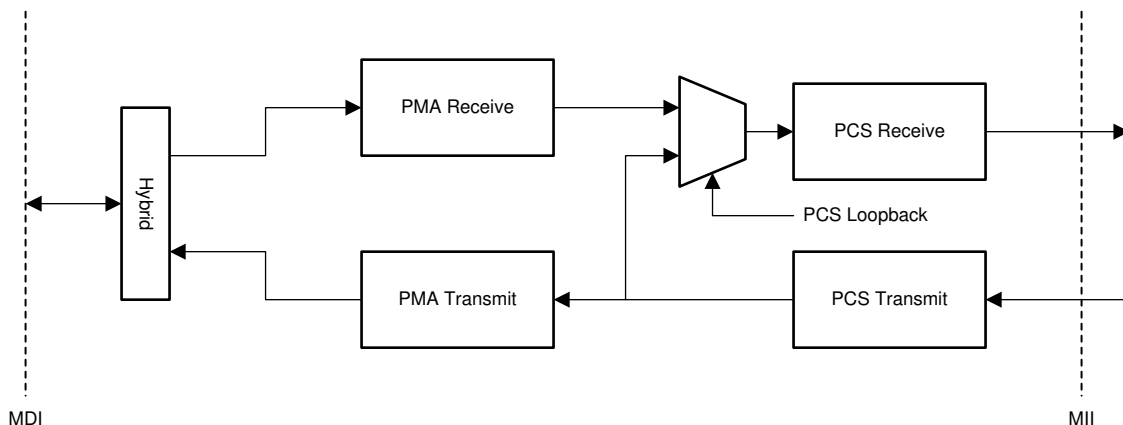 PMA Receive
PCS Receive
Hybrid
PCS Loopback
PMA Transmit
PCS Transmit
MDI
MII